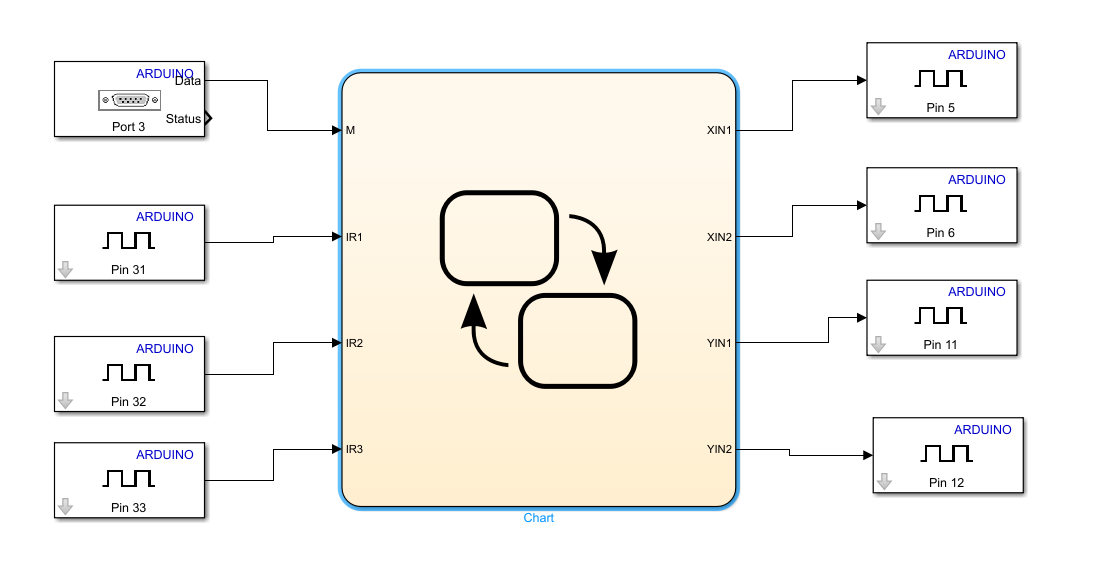 ARDUINO
Data
Status
Port 3
ARDUINO
Pin 31
ARDUINO
Pin 32
ARDUINO
Pin 33
M
IR1
IR2
IR3
XIN1
XIN2
YIN1
YIN2
Chart
ARDUINO
Pin 5
ARDUINO
Pin 6
ARDUINO
Pin 11
ARDUINO
Pin 12